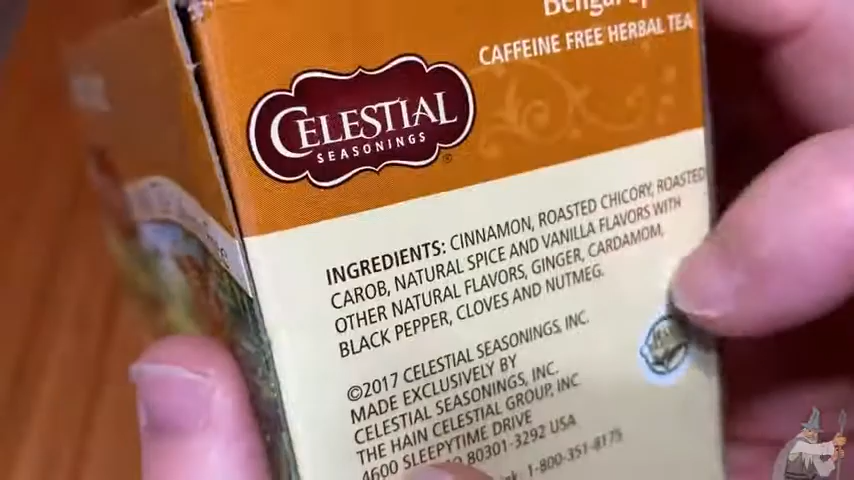 Bengal
CAFFEINE FREE HERBAL TEA
CELESTIAL
SEASONINGS
INGREDIENTS: CINNAMON, ROASTED CHICORY, ROASTED
CAROB, NATURAL SPICE AND VANILLA FLAVORS WITH
OTHER NATURAL FLAVORS, GINGER, CARDAMOM,
BLACK PEPPER, CLOVES AND NUTMEG.
©2017 CELESTIAL SEASONINGS, INC.
MADE EXCLUSIVELY BY
CELESTIAL SEASONINGS, INC.
THE HAIN CELESTIAL GROUP, INC
4600 SLEEPYTIME DRIVE
80301-3292 USA
1-800-351-8175